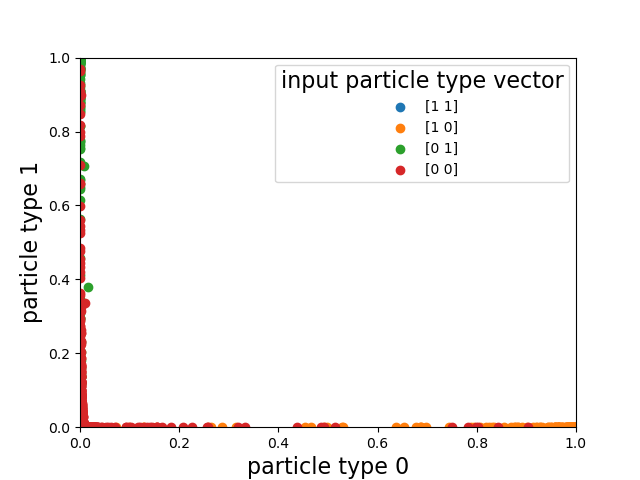 1.0
0.8
0.6
0.4
0.2
0.0
particle type 1
input particle type vector
[1 1]
[1 0]
[0 1]
[0 0]
0.0 0.2 0.4 0.6 0.8 1.0
particle type 0